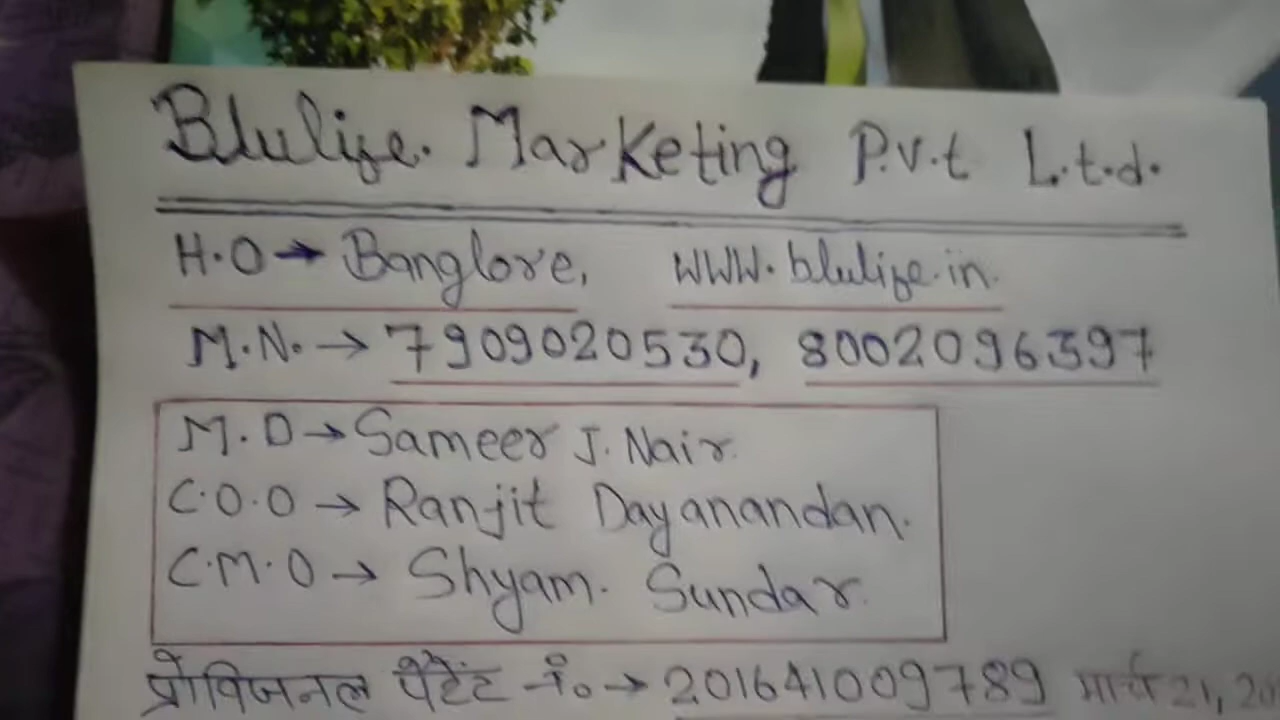 Blulife. Marketing P.v.t L.t.d.
H.O → Banglore, WWW.blulife.in.
M.N. → 7909020530, 8002096397
M.D → Sameer J. Nair.
C.O.O → Ranjit Dayanandan.
C.M.O → Shyam. Sundar.
प्रोविजनल पेटेंट नं० → 201641009789 मार्च 21,